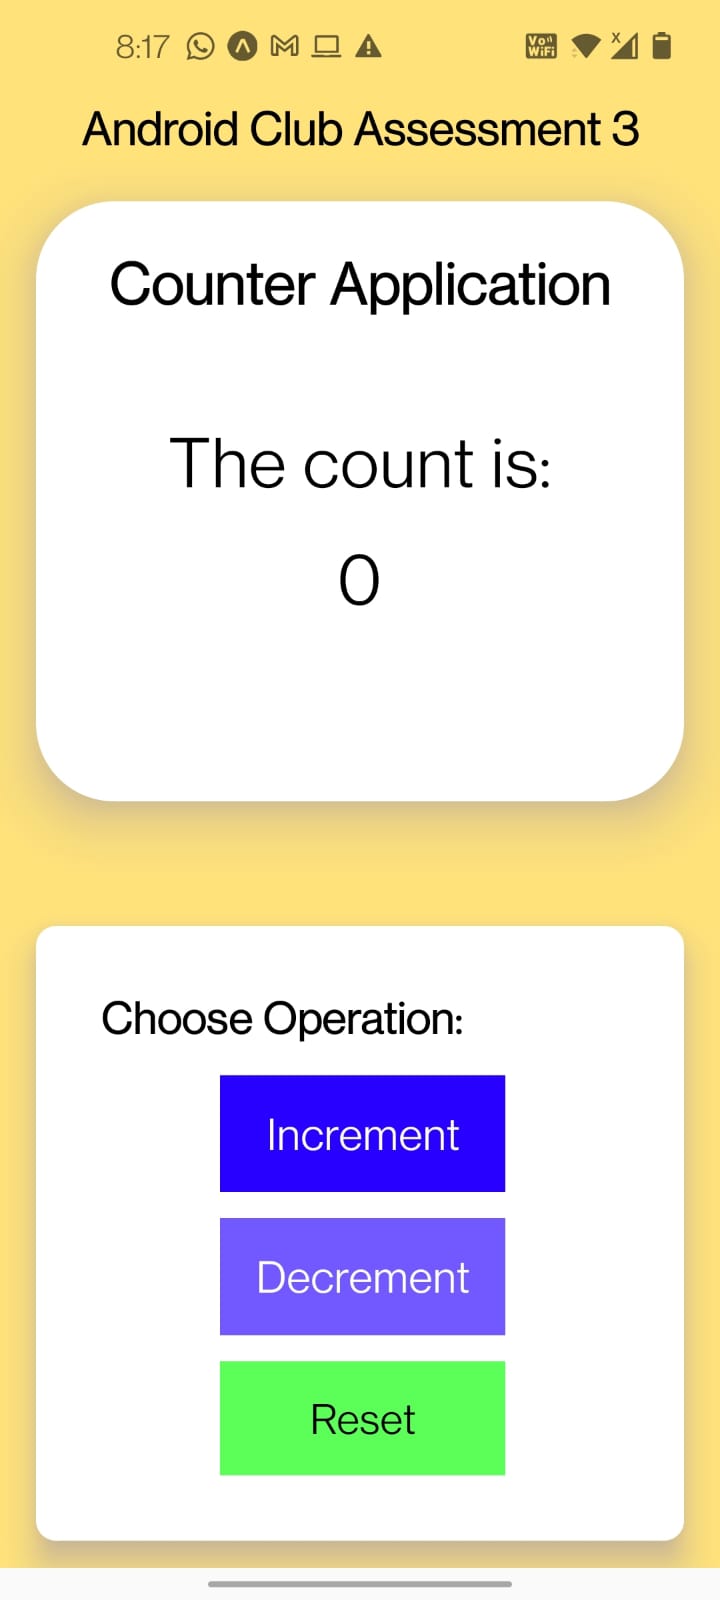 8:17 Vo)) WiFi X
Android Club Assessment 3
Counter Application
The count is:
0
Choose Operation:
Increment
Decrement
Reset